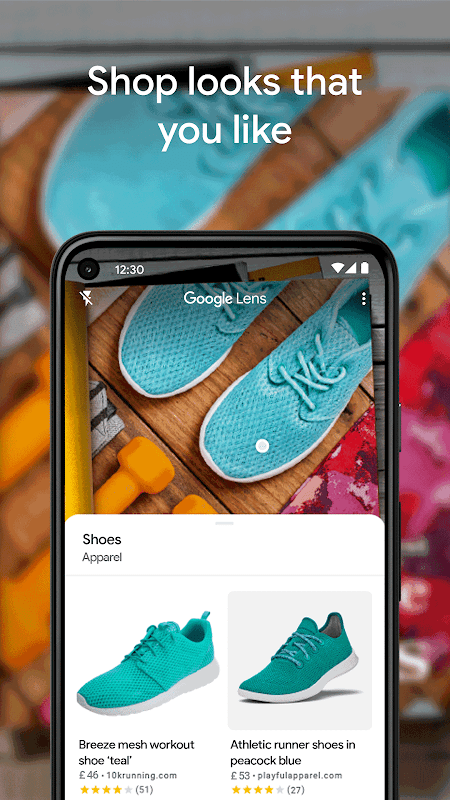 Shop looks that
you like
12:30
Google Lens
Shoes
Apparel
Breeze mesh workout
shoe ‘teal’
£46 • 10krunning.com
(51)
Athletic runner shoes in
peacock blue
£53 • playfulapparel.com
(27)